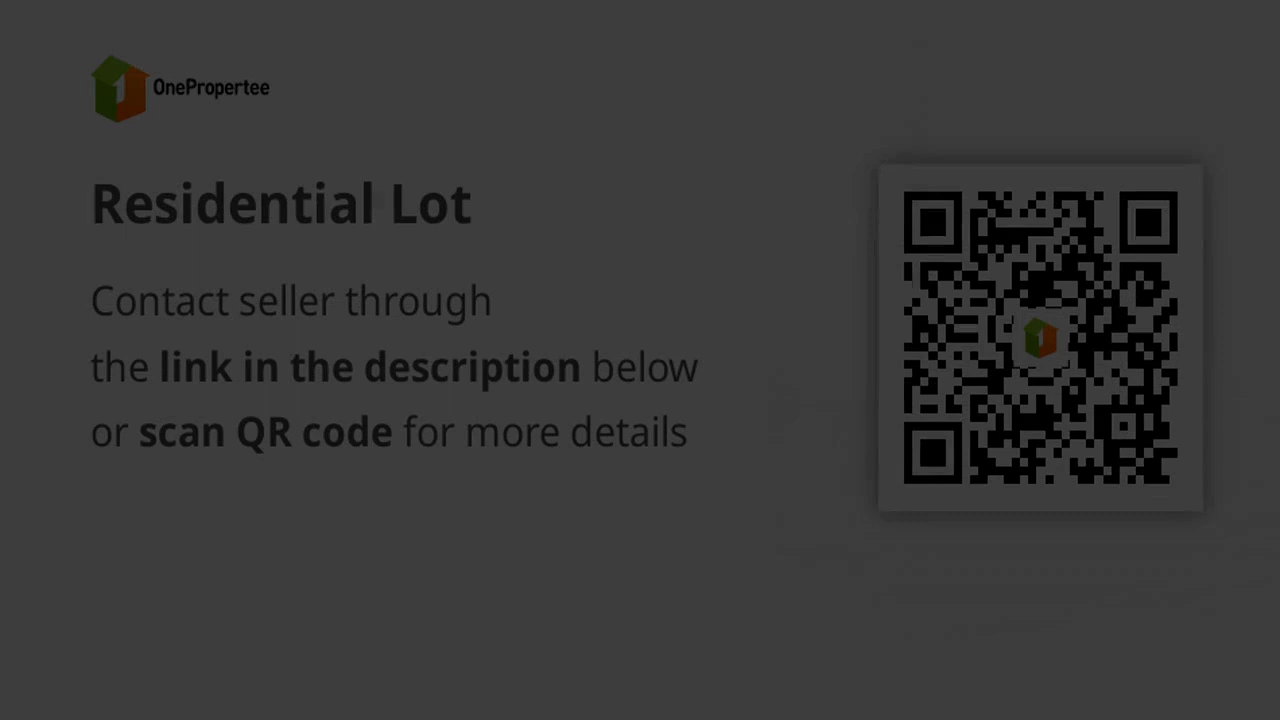 OnePropertee
Residential Lot
Contact seller through
the link in the description below
or scan QR code for more details